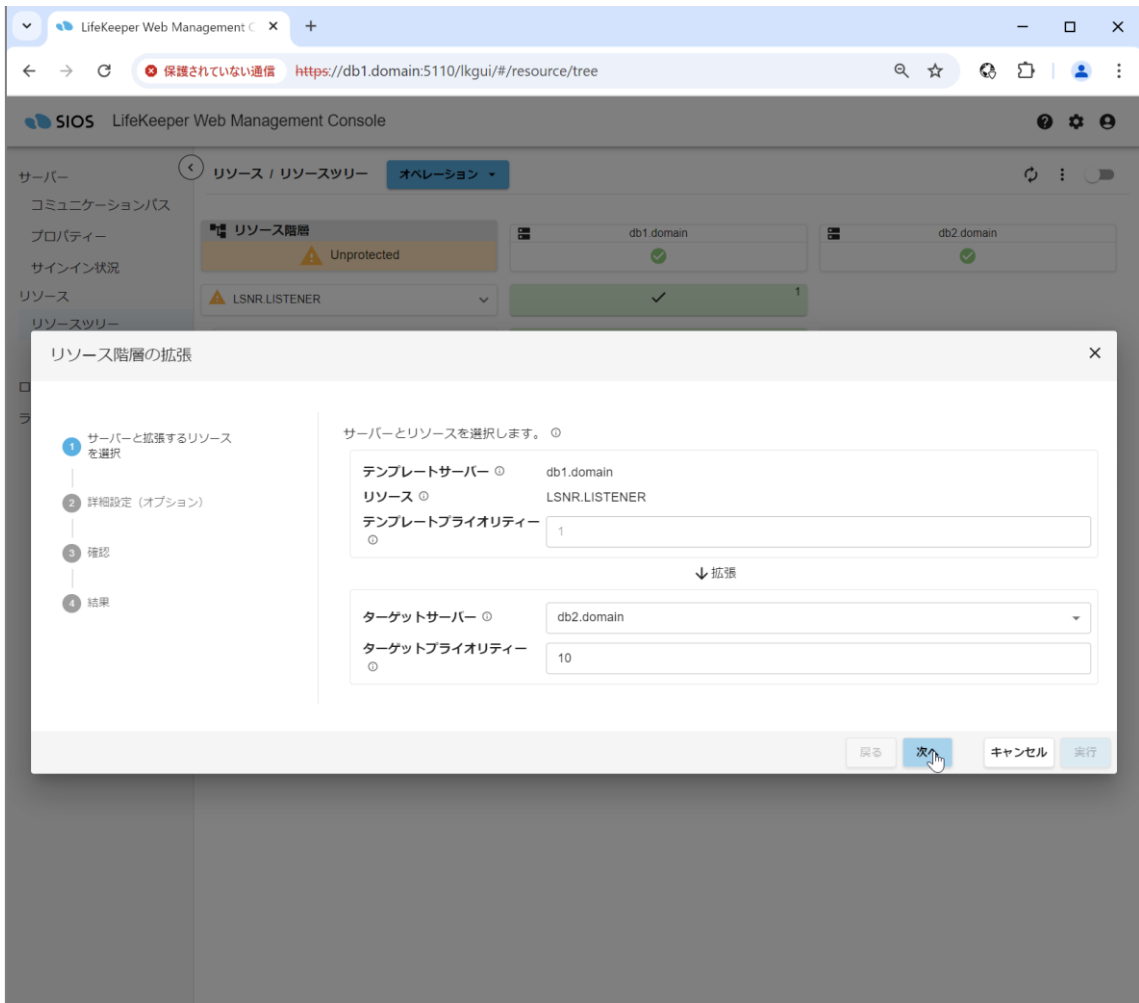 LifeKeeper Web Management C
保護されていない通信 https://db1.domain:5110/lkgui/#/resource/tree
SIOS LifeKeeper Web Management Console
サーバー
コミュニケーションパス
プロパティー
サインイン状況
リソース
リソースツリー
リソース / リソースツリー オペレーション
リソース階層
Unprotected
db1.domain
db2.domain
LSNR.LISTENER
1
リソース階層の拡張
1 サーバーと拡張するリソース
を選択
2 詳細設定（オプション）
3 確認
4 結果
サーバーとリソースを選択します。
テンプレートサーバー db1.domain
リソース LSNR.LISTENER
テンプレートプライオリティー 1
拡張
ターゲットサーバー db2.domain
ターゲットプライオリティー 10
戻る 次へ キャンセル 実行